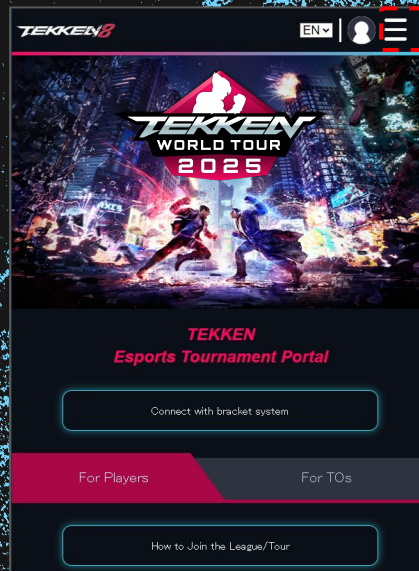 TEKKEN8
EN
TEKKEN
WORLD TOUR
2025
TEKKEN
Esports Tournament Portal
Connect with bracket system
For Players
For TOs
How to Join the League/Tour